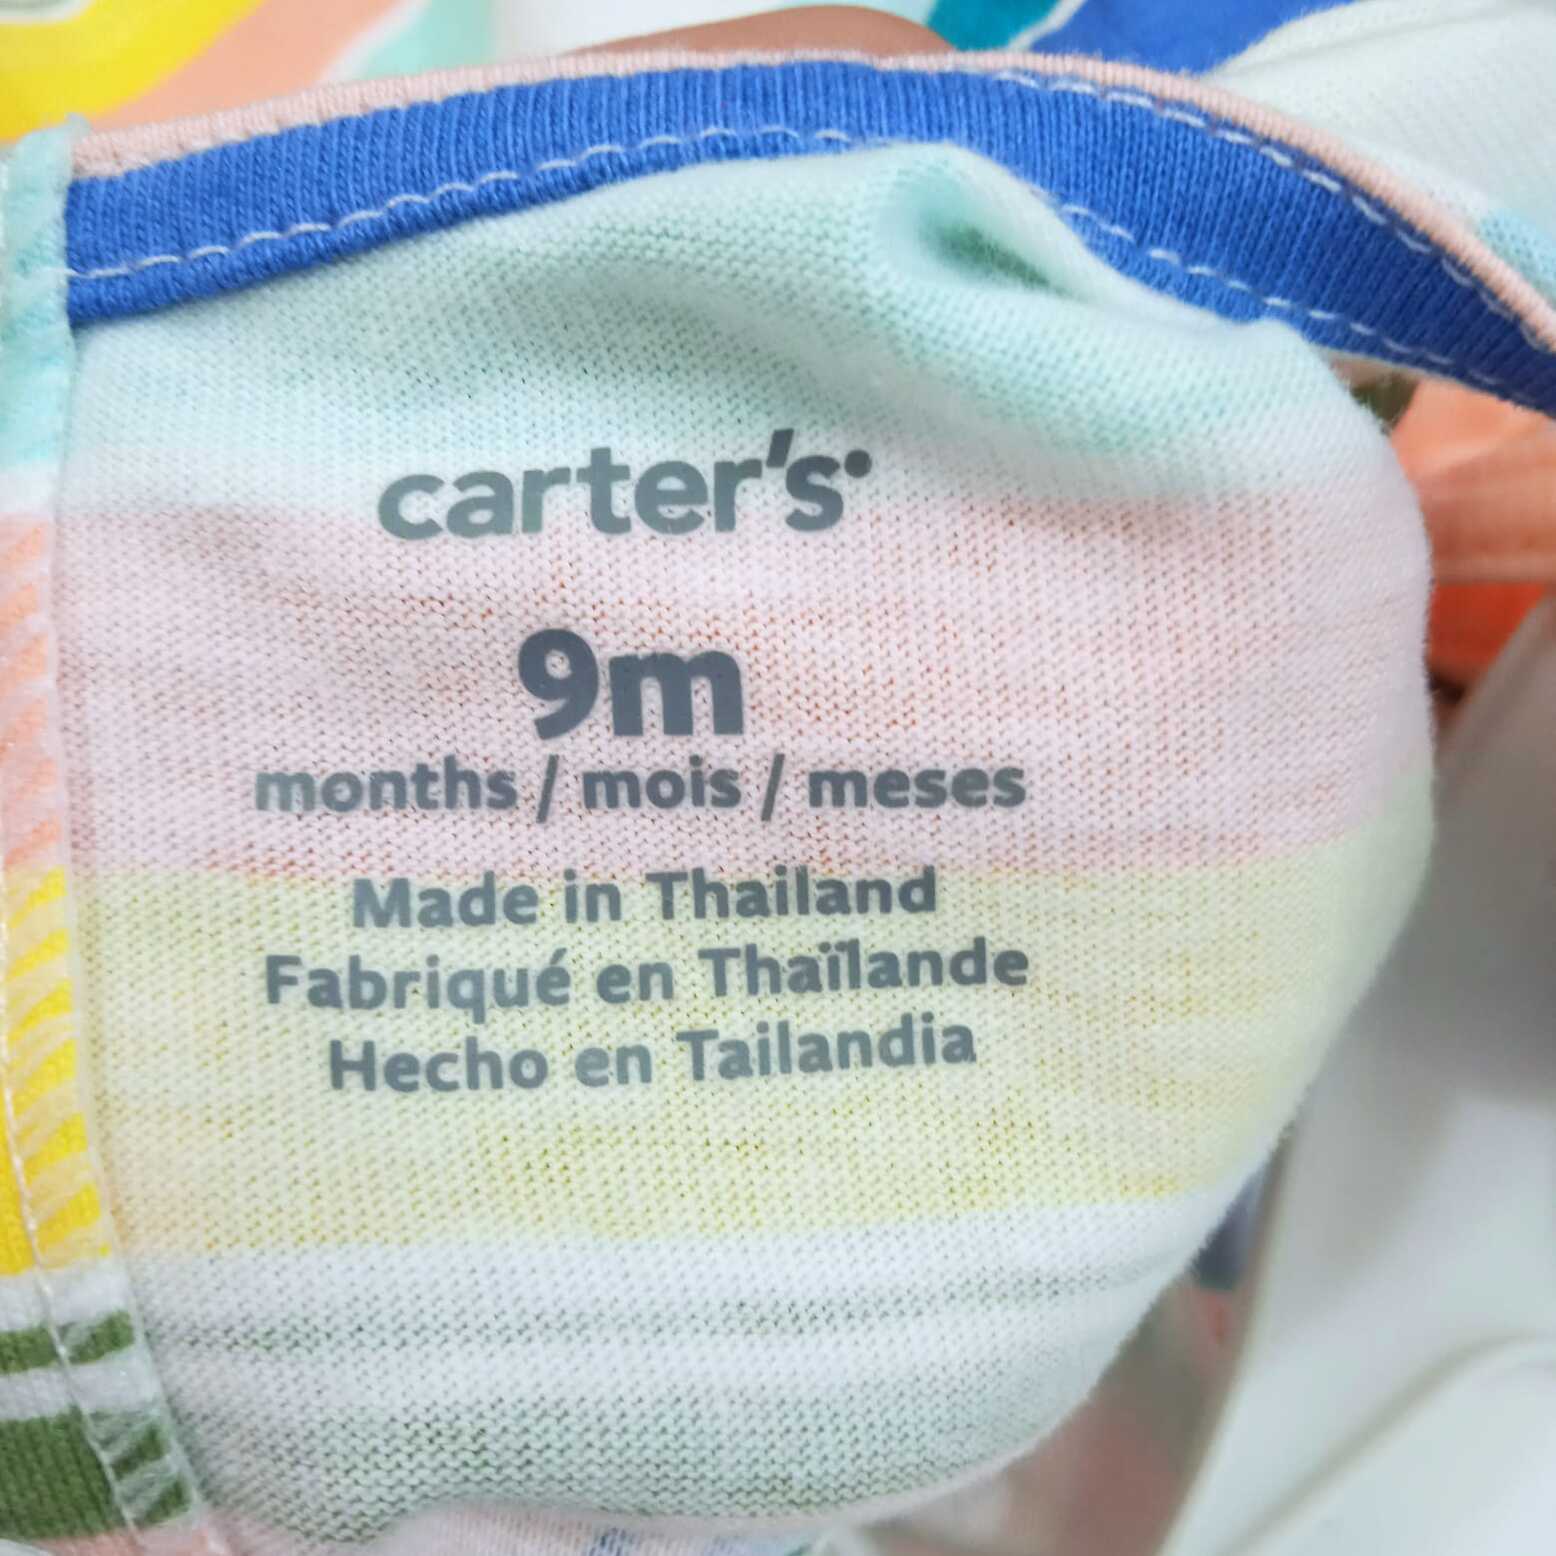 carter's
9m
months / mois / meses
Made in Thailand
Fabriqué en Thaïlande
Hecho en Tailandia